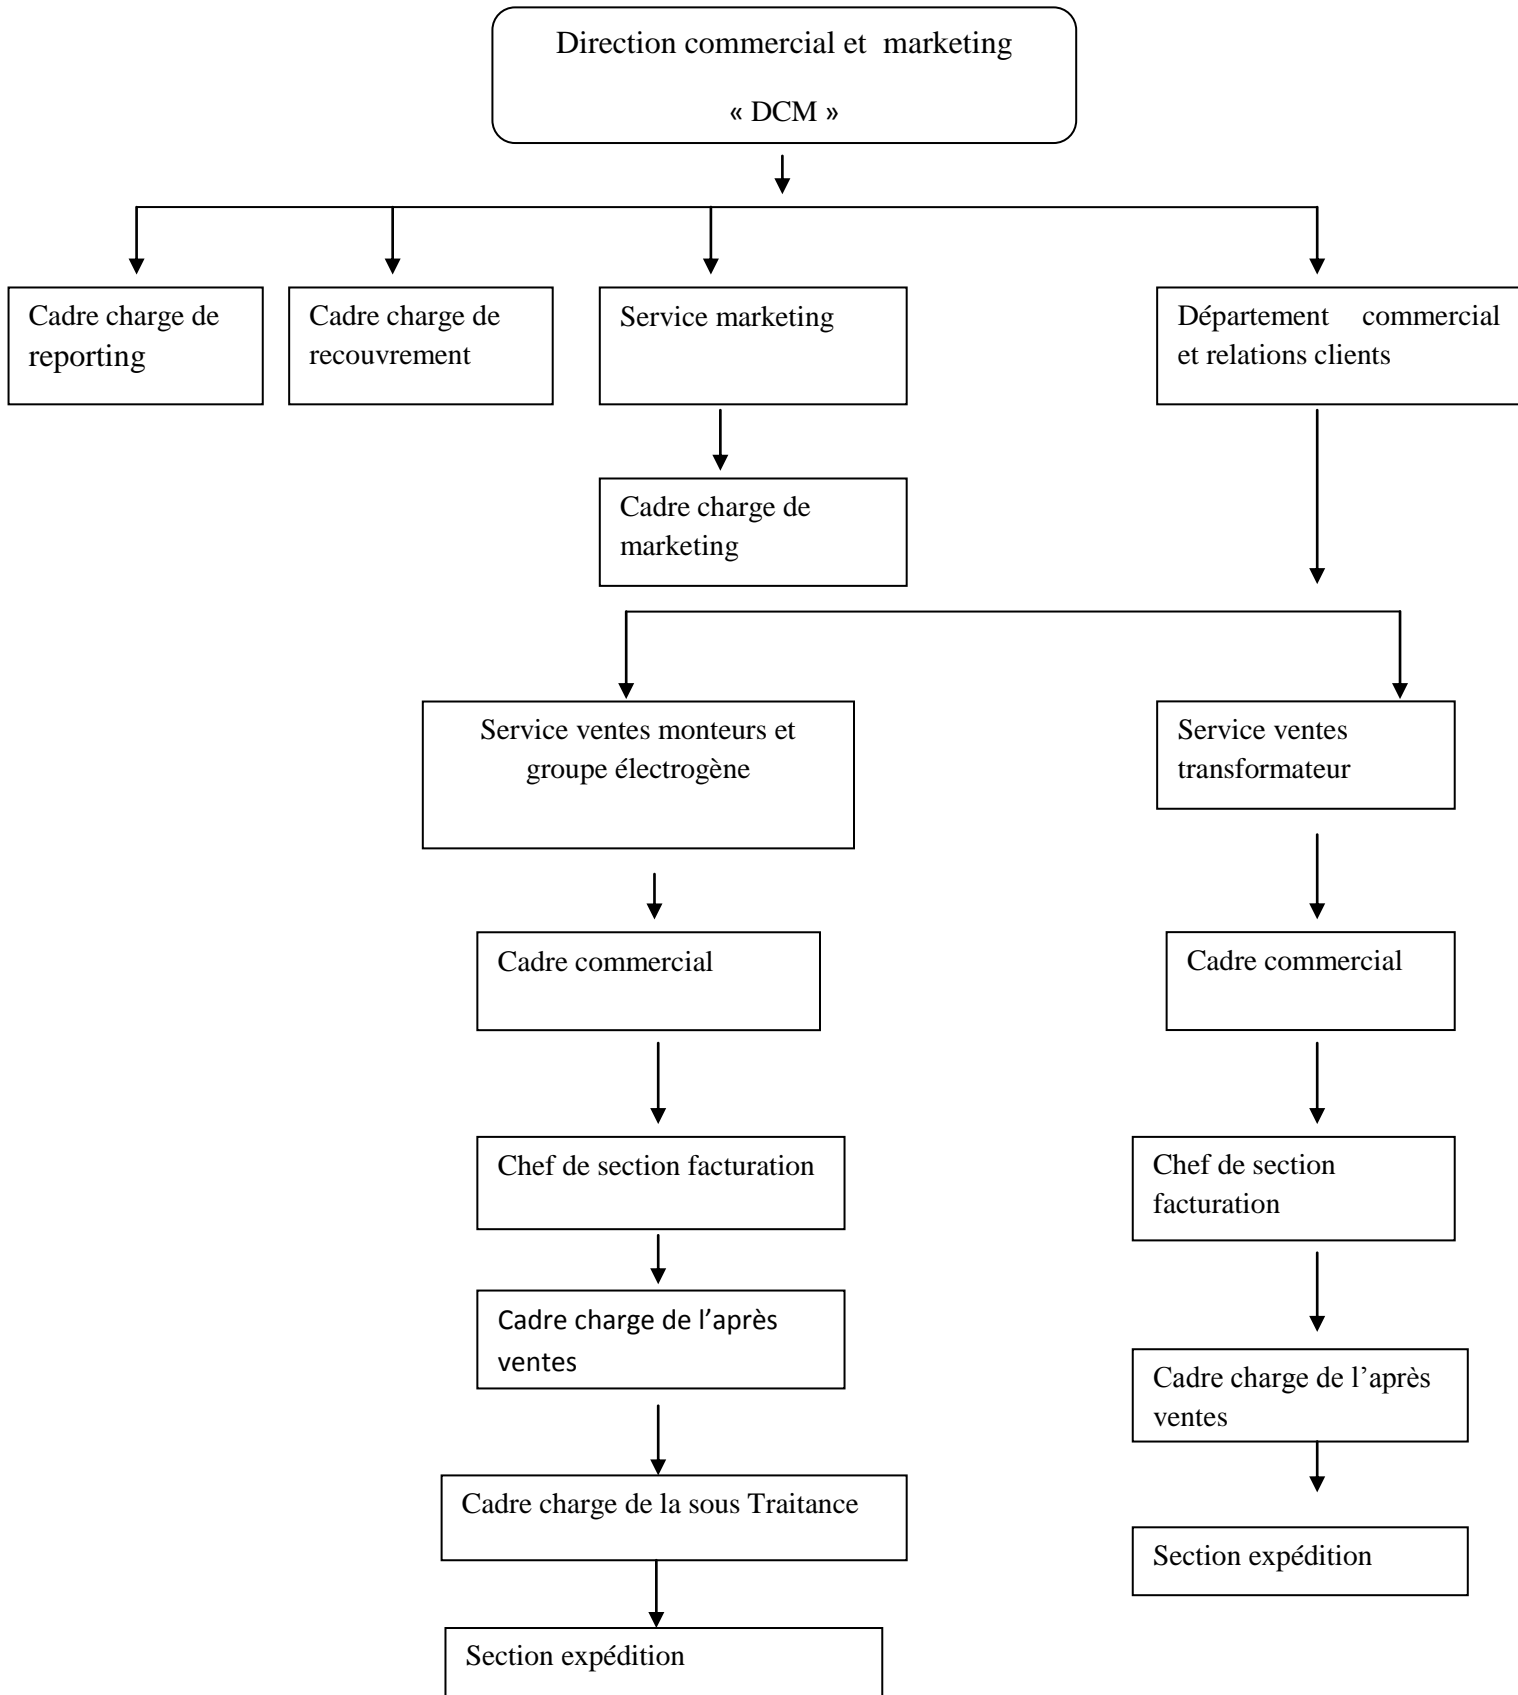 Direction commercial et marketing
« DCM »
Cadre charge de
reporting
Cadre charge de
recouvrement
Service marketing
Département commercial
et relations clients
Cadre charge de
marketing
Service ventes monteurs et
groupe électrogène
Service ventes
transformateur
Cadre commercial
Cadre commercial
Chef de section facturation
Chef de section
facturation
Cadre charge de l’après
ventes
Cadre charge de l’après
ventes
Cadre charge de la sous Traitance
Section expédition
Section expédition